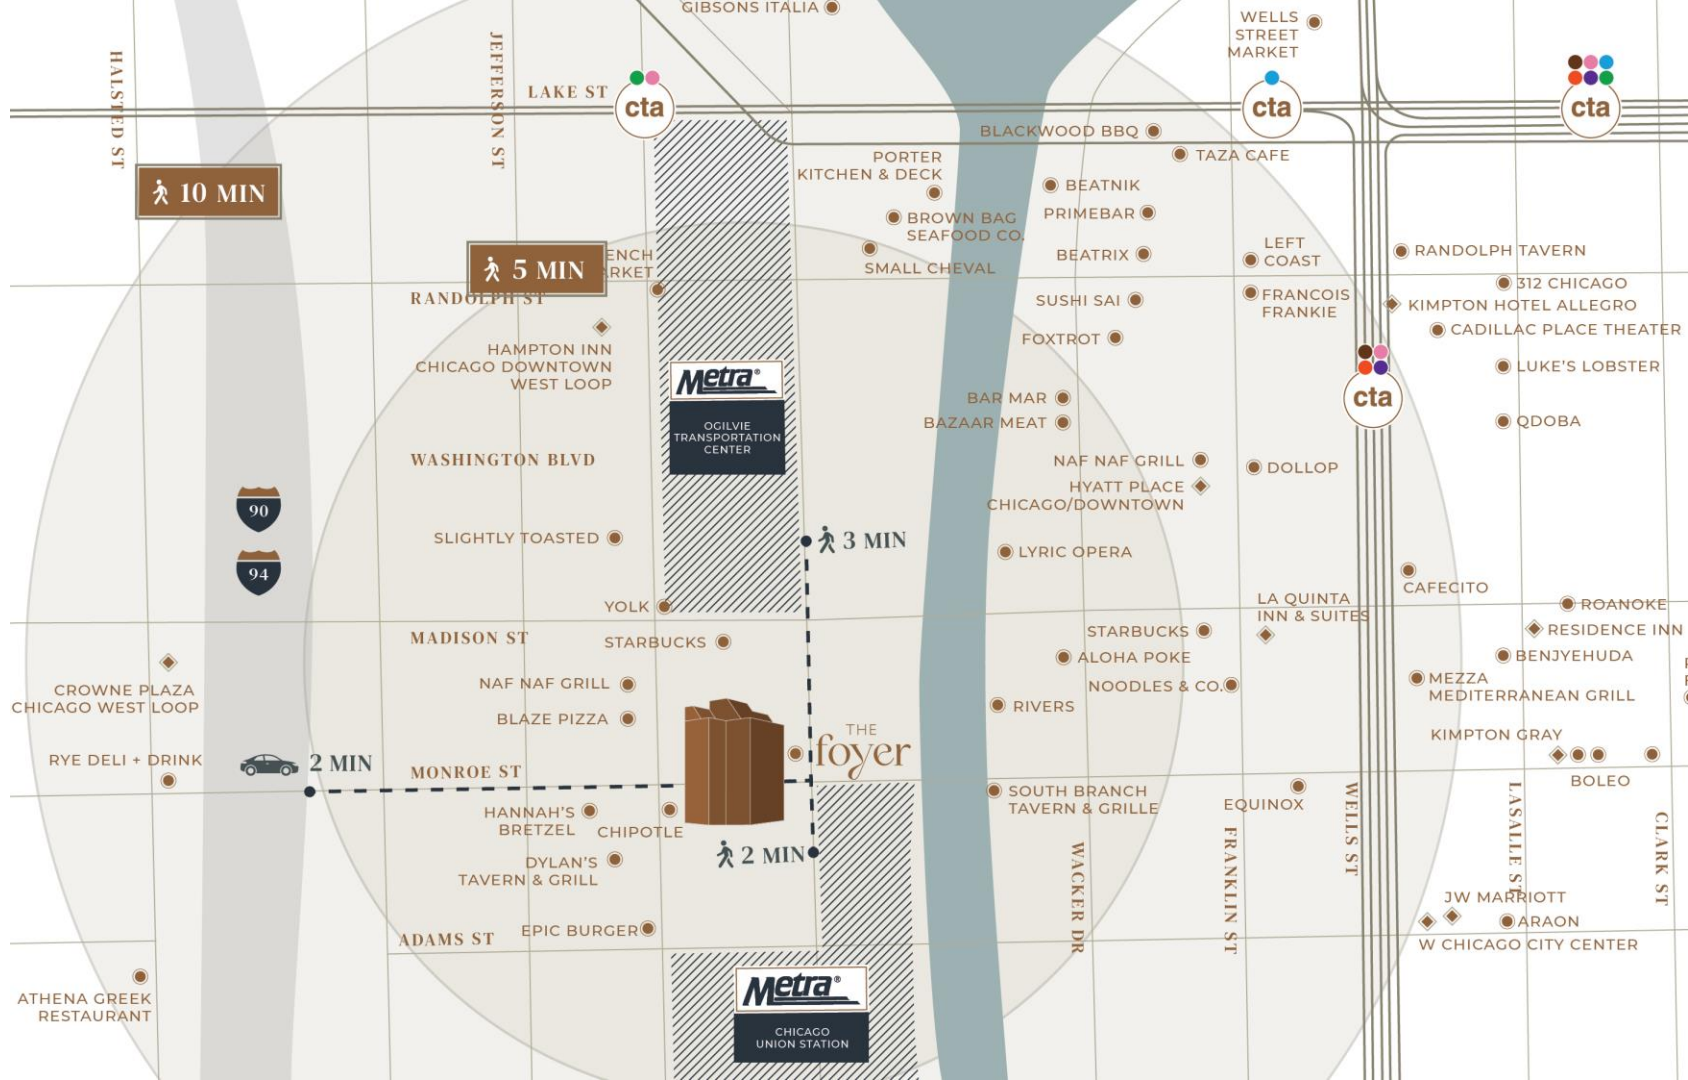 GIBSONS ITALIA
WELLS
STREET
MARKET
HALSTED ST
JEFFERSON ST
LAKE ST
cta
cta
cta
BLACKWOOD BBQ
TAZA CAFE
PORTER
KITCHEN & DECK
10 MIN
BEATNIK
BROWN BAG
SEAFOOD CO.
PRIMEBAR
5 MIN
ENCH
RKET
SMALL CHEVAL
BEATRIX
LEFT
COAST
RANDOLPH TAVERN
312 CHICAGO
RANDOLPH ST
SUSHI SAI
FRANCOIS
FRANKIE
KIMPTON HOTEL ALLEGRO
CADILLAC PLACE THEATER
HAMPTON INN
CHICAGO DOWNTOWN
WEST LOOP
FOXTROT
LUKE'S LOBSTER
Metra®
OGILVIE
TRANSPORTATION
CENTER
cta
BAR MAR
BAZAAR MEAT
QDOBA
WASHINGTON BLVD
NAF NAF GRILL
DOLLOP
HYATT PLACE
CHICAGO/DOWNTOWN
90
94
SLIGHTLY TOASTED
3 MIN
LYRIC OPERA
CAFECITO
YOLK
LA QUINTA
INN & SUITES
ROANOKE
MADISON ST
STARBUCKS
STARBUCKS
RESIDENCE INN
ALOHA POKE
BENJYEHUDA
CROWNE PLAZA
CHICAGO WEST LOOP
NAF NAF GRILL
NOODLES & CO.
MEZZA
MEDITERRANEAN GRILL
BLAZE PIZZA
RIVERS
THE
foyer
KIMPTON GRAY
RYE DELI + DRINK
2 MIN
MONROE ST
BOLEO
SOUTH BRANCH
TAVERN & GRILLE
EQUINOX
HANNAH'S
BRETZEL
CHIPOTLE
WACKER DR
FRANKLIN ST
WELLS ST
LASALLE ST
CLARK ST
2 MIN
DYLAN'S
TAVERN & GRILL
JW MARRIOTT
ARAON
W CHICAGO CITY CENTER
ADAMS ST
EPIC BURGER
ATHENA GREEK
RESTAURANT
Metra®
CHICAGO
UNION STATION